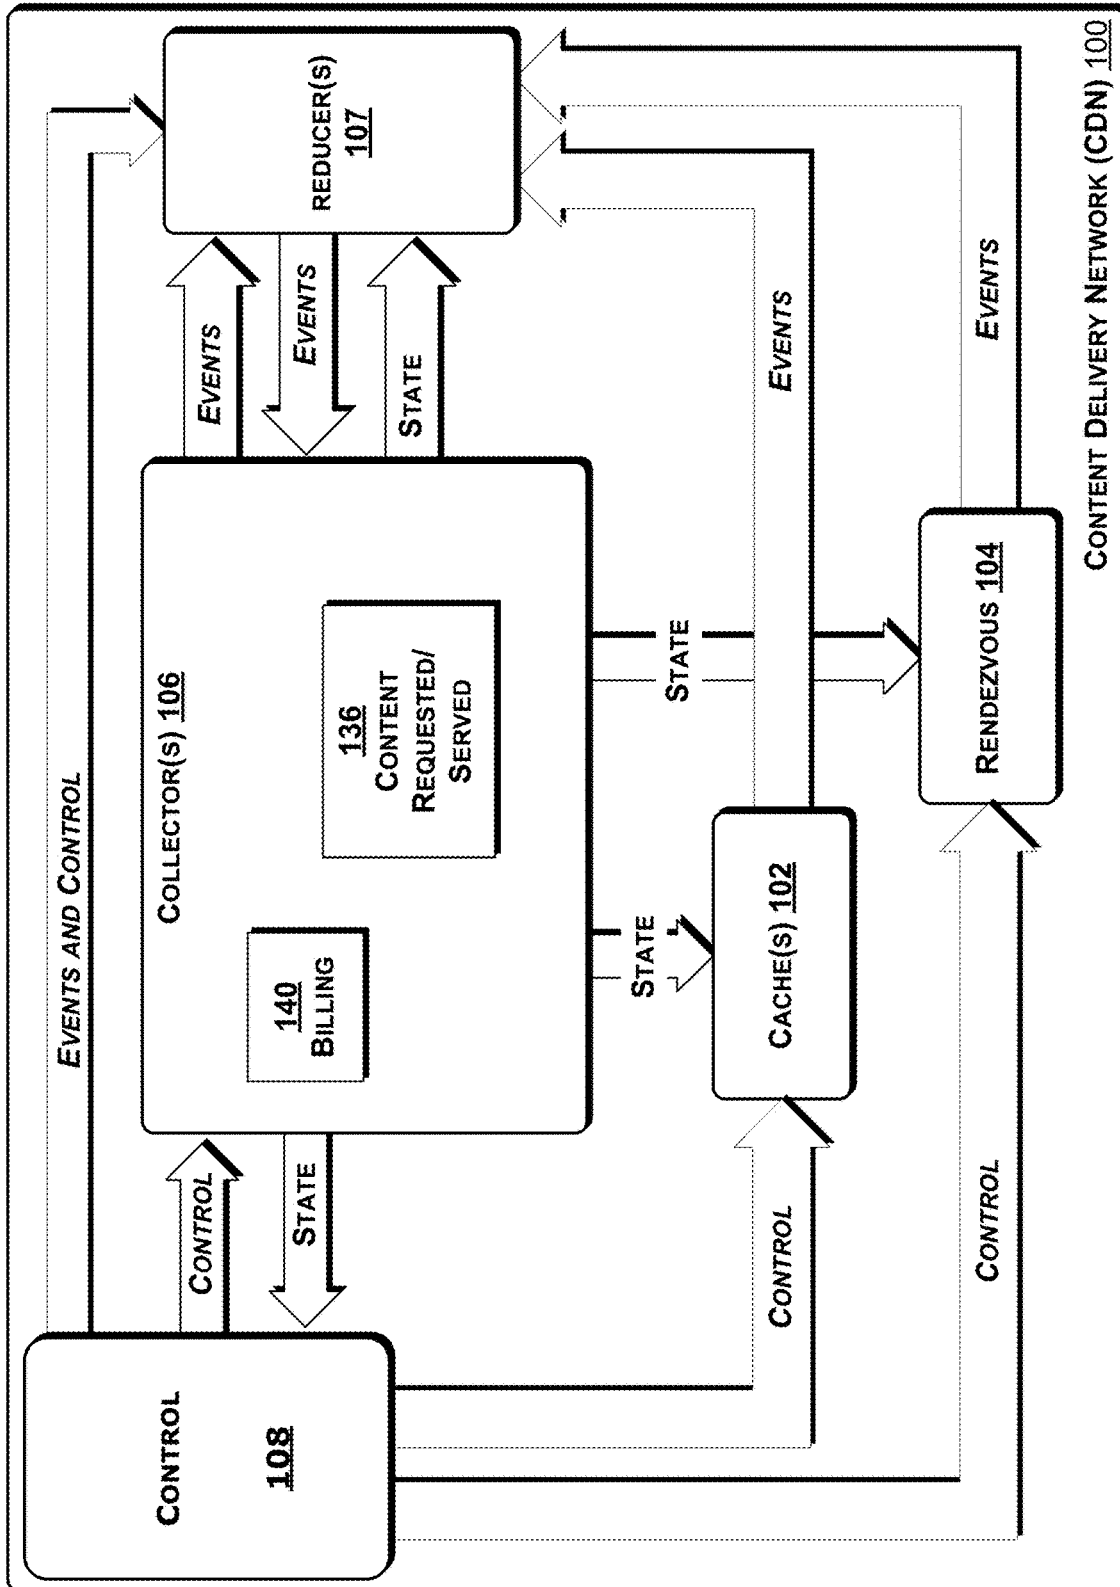 EVENTS AND CONTROL
CONTROL
108
CONTROL
STATE
COLLECTOR(S) 106
140
BILLING
136
CONTENT
REQUESTED/
SERVED
EVENTS
EVENTS
STATE
REDUCER(S)
107
STATE
STATE
CACHE(S) 102
CONTROL
EVENTS
RENDEZVOUS 104
CONTROL
EVENTS
CONTENT DELIVERY NETWORK (CDN) 100